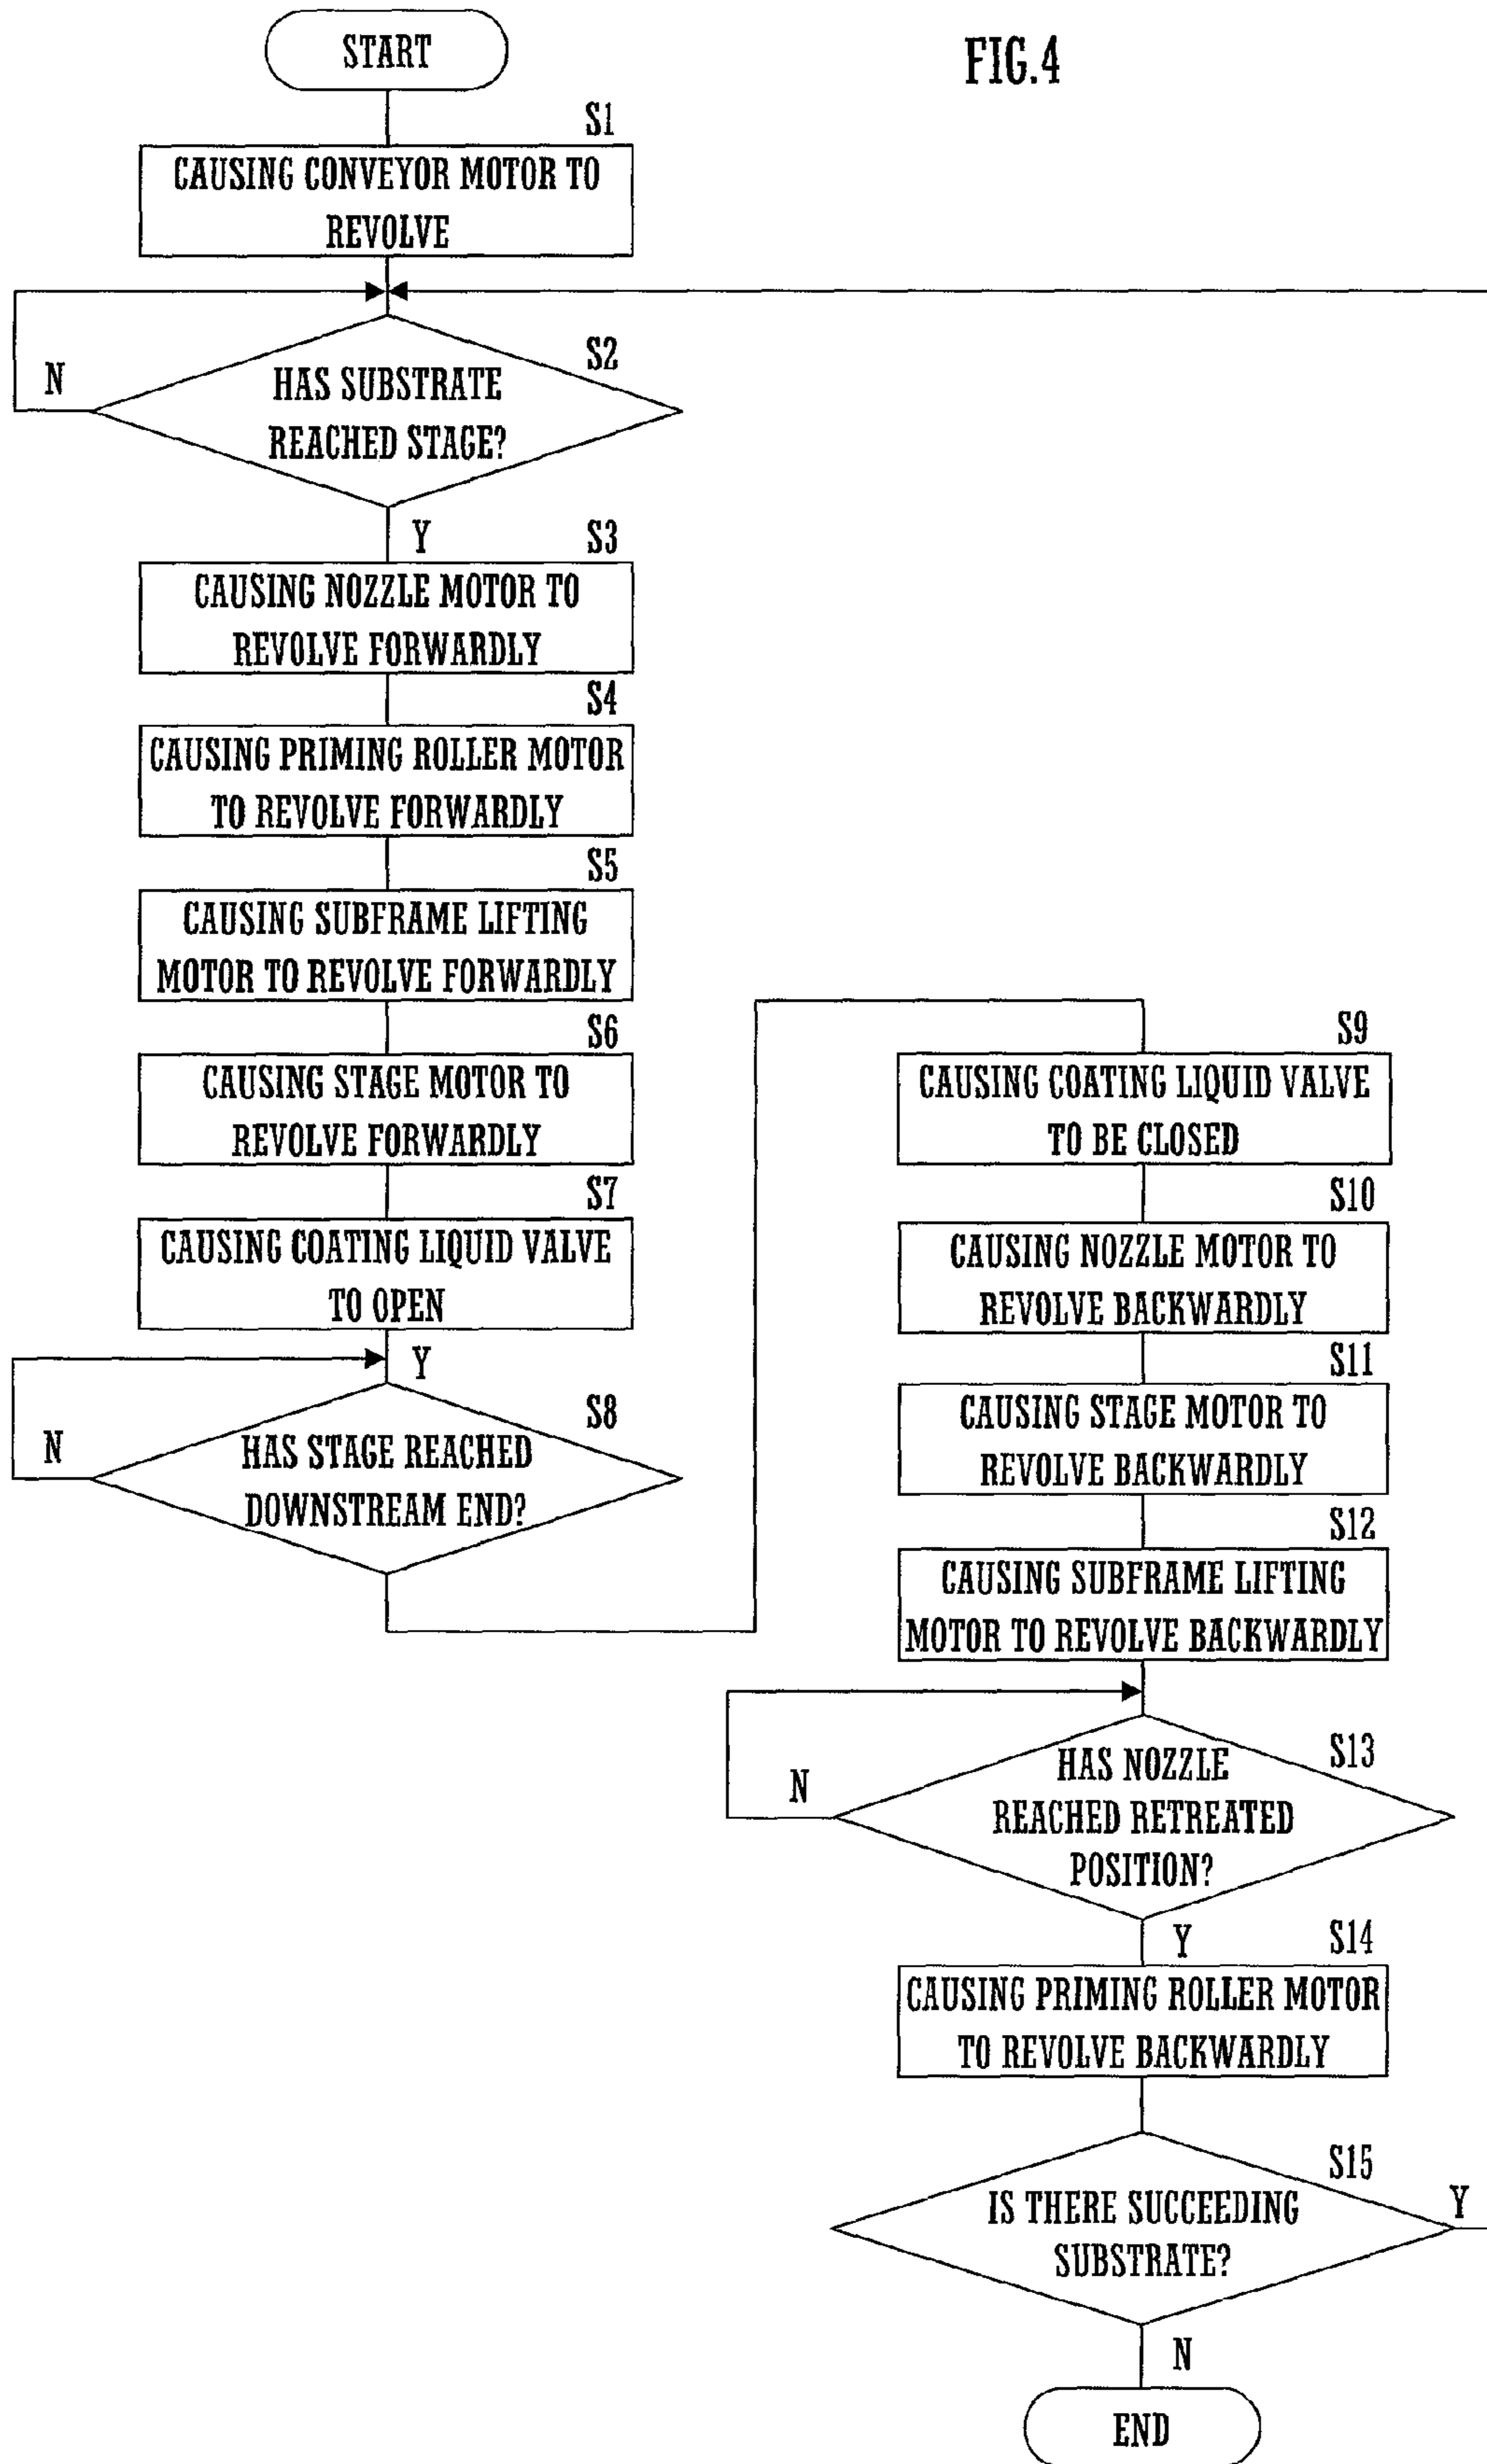 START
FIG.4
S1
CAUSING CONVEYOR MOTOR TO
REVOLVE
S2
N
HAS SUBSTRATE
REACHED STAGE?
Y
S3
CAUSING NOZZLE MOTOR TO
REVOLVE FORWARDLY
S4
CAUSING PRIMING ROLLER MOTOR
TO REVOLVE FORWARDLY
S5
CAUSING SUBFRAME LIFTING
MOTOR TO REVOLVE FORWARDLY
S6
CAUSING STAGE MOTOR TO
REVOLVE FORWARDLY
S7
CAUSING COATING LIQUID VALVE
TO OPEN
Y
S8
N
HAS STAGE REACHED
DOWNSTREAM END?
S9
CAUSING COATING LIQUID VALVE
TO BE CLOSED
S10
CAUSING NOZZLE MOTOR TO
REVOLVE BACKWARDLY
S11
CAUSING STAGE MOTOR TO
REVOLVE BACKWARDLY
S12
CAUSING SUBFRAME LIFTING
MOTOR TO REVOLVE BACKWARDLY
S13
N
HAS NOZZLE
REACHED RETREATED
POSITION?
Y
S14
CAUSING PRIMING ROLLER MOTOR
TO REVOLVE BACKWARDLY
S15
IS THERE SUCCEEDING
SUBSTRATE?
Y
N
END